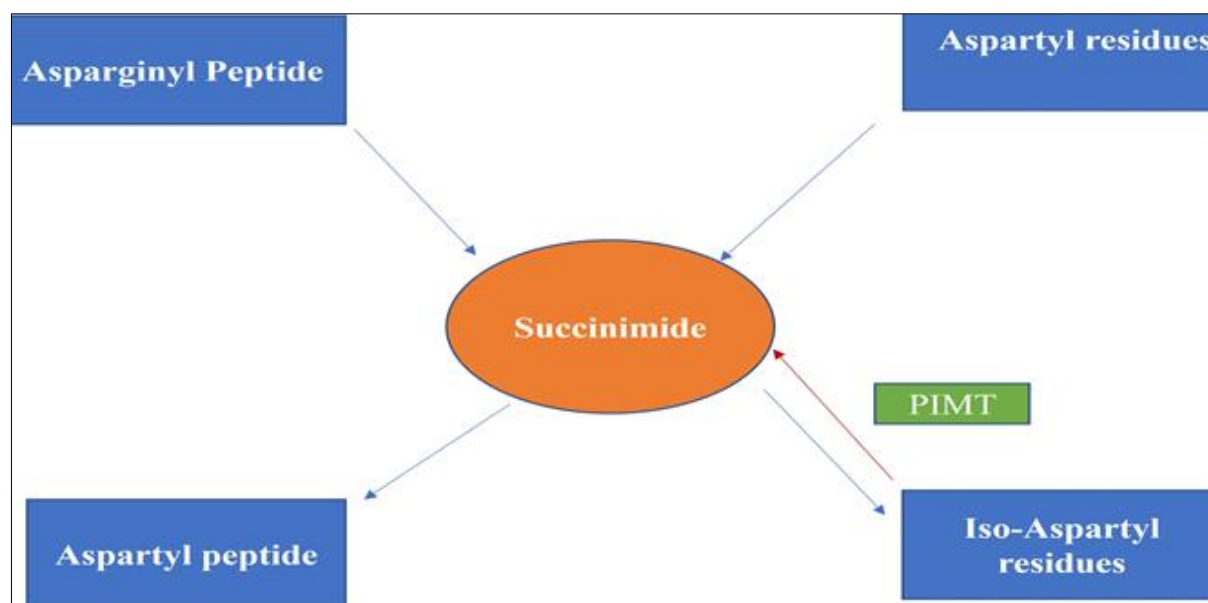 Asparginyl Peptide
Aspartyl residues
Succinimide
PIMT
Aspartyl peptide
Iso-Aspartyl
residues